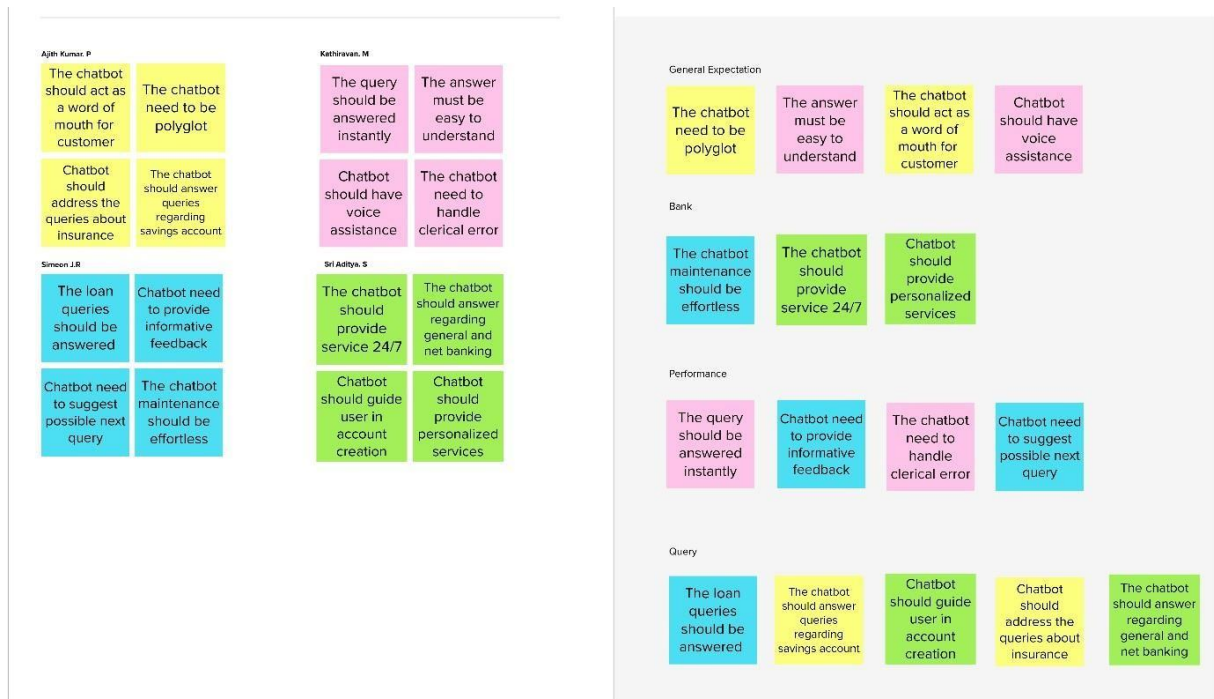 Ajith Kumar. P
The chatbot
should act as
a word of
mouth for
customer
The chatbot
need to be
polyglot
Chatbot
should
address the
queries about
insurance
The chatbot
should answer
queries
regarding
savings account
Kathiravan. M
The query
should be
answered
instantly
The answer
must be
easy to
understand
Chatbot
should have
voice
assistance
The chatbot
need to
handle
clerical error
Simeon J.R
The loan
queries
should be
answered
Chatbot need
to provide
informative
feedback
Chatbot need
to suggest
possible next
query
The chatbot
maintenance
should be
effortless
Sri Aditya. S
The chatbot
should
provide
service 24/7
The chatbot
should answer
regarding
general and
net banking
Chatbot
should guide
user in
account
creation
Chatbot
should
provide
personalized
services
General Expectation
The chatbot
need to be
polyglot
The answer
must be
easy to
understand
The chatbot
should act as
a word of
mouth for
customer
Chatbot
should have
voice
assistance
Bank
The chatbot
maintenance
should be
effortless
The chatbot
should
provide
service 24/7
Chatbot
should
provide
personalized
services
Performance
The query
should be
answered
instantly
Chatbot need
to provide
informative
feedback
The chatbot
need to
handle
clerical error
Chatbot need
to suggest
possible next
query
Query
The loan
queries
should be
answered
The chatbot
should answer
queries
regarding
savings account
Chatbot
should guide
user in
account
creation
Chatbot
should
address the
queries about
insurance
The chatbot
should answer
regarding
general and
net banking